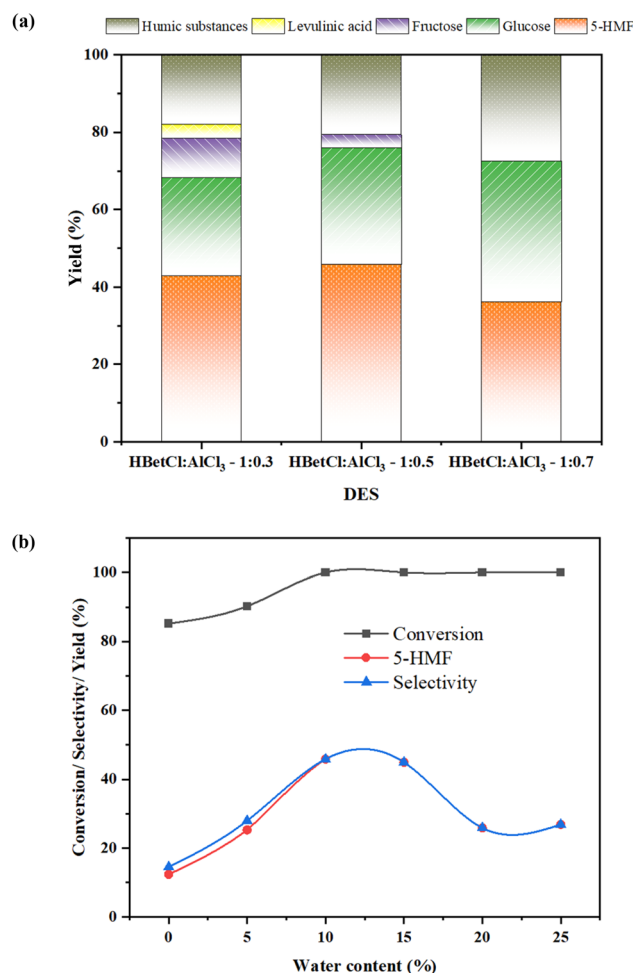 (a)
Humic substances Levulinic acid Fructose Glucose 5-HMF
100
80
60
40
20
0
Yield (%)
HBetCl:AlCl₃ - 1:0.3 HBetCl:AlCl₃ - 1:0.5 HBetCl:AlCl₃ - 1:0.7
DES
(b)
100
80
60
40
20
0
Conversion/ Selectivity/ Yield (%)
Conversion
5-HMF
Selectivity
0 5 10 15 20 25
Water content (%)